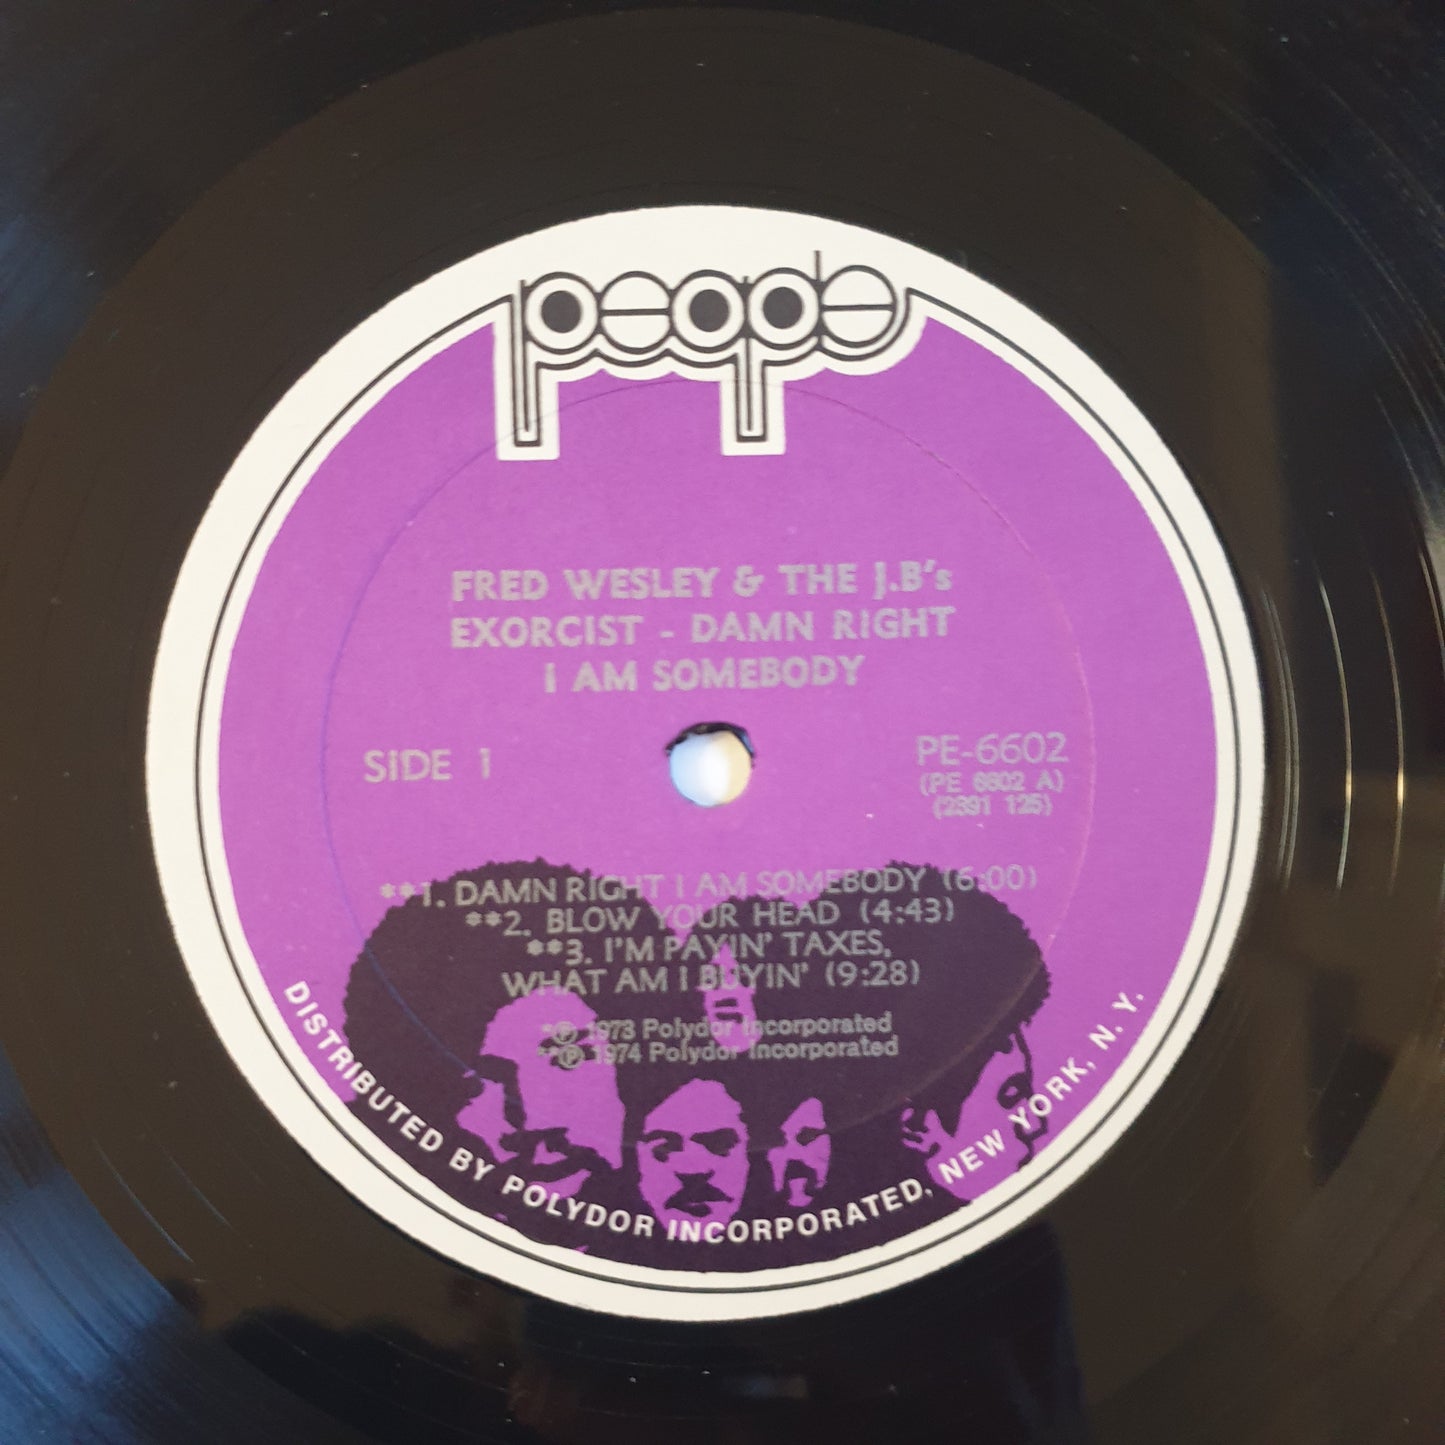 people
FRED WESLEY & THE J.B's
EXORCIST - DAMN RIGHT
I AM SOMEBODY
SIDE 1
PE-6602
(PE 6602 A)
(2391 125)
**1. DAMN RIGHT I AM SOMEBODY (6:00)
**2. BLOW YOUR HEAD (4:43)
**3. I'M PAYIN' TAXES,
WHAT AM I BUYIN' (9:28)
*℗ 1973 Polydor Incorporated
**℗ 1974 Polydor Incorporated
DISTRIBUTED BY POLYDOR INCORPORATED, NEW YORK, N. Y.